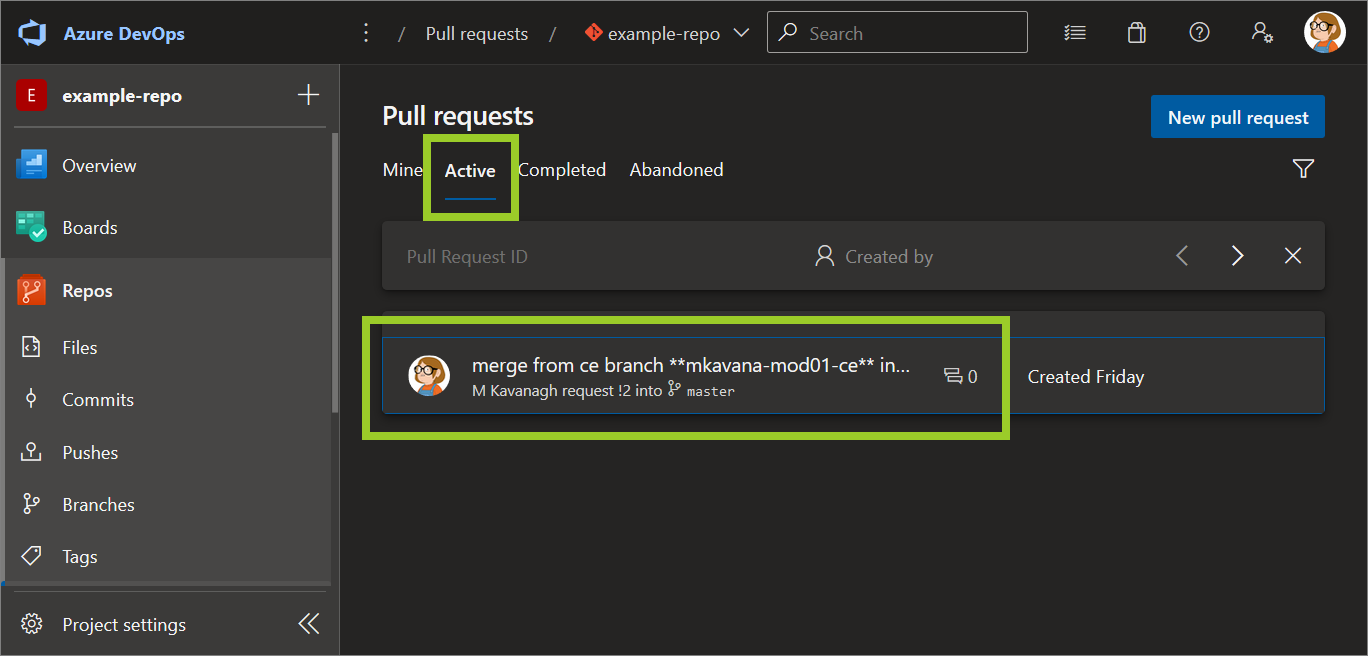 Azure DevOps
/ Pull requests / example-repo
Search
E example-repo
Overview
Boards
Repos
Files
Commits
Pushes
Branches
Tags
Project settings
Pull requests
New pull request
Mine Active Completed Abandoned
Pull Request ID
Created by
merge from ce branch **mkavana-mod01-ce** in...
M Kavanagh request !2 into master
0
Created Friday